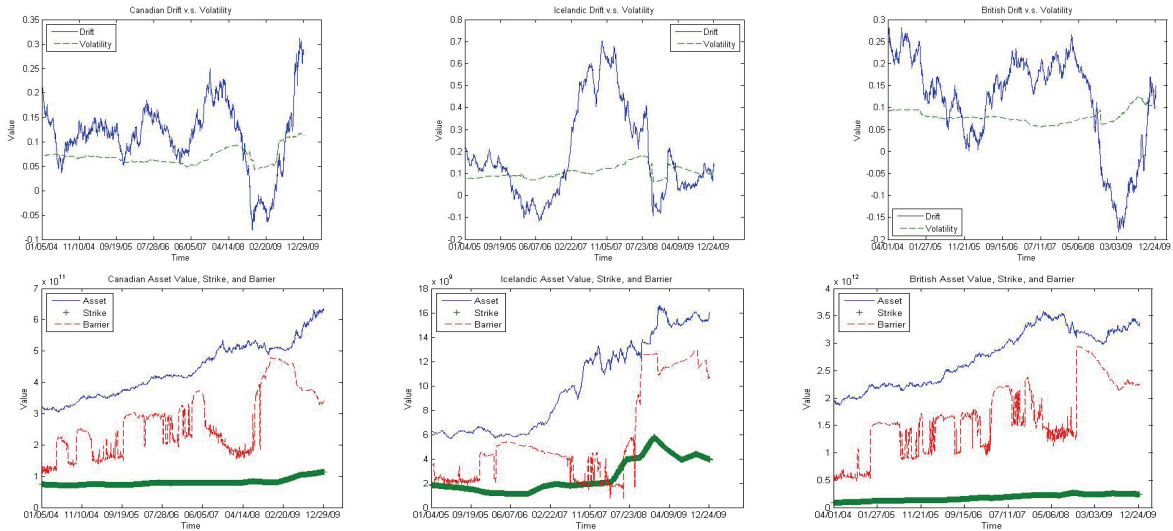 Canadian Drift v.s. Volatility
0.35
0.3
0.25
0.2
0.15
0.1
0.05
0
-0.05
-0.1
Value
Drift
Volatility
01/05/04 11/10/04 09/19/05 07/28/06 06/05/07 04/14/08 02/20/09 12/29/09
Time
Icelandic Drift v.s. Volatility
0.8
0.7
0.6
0.5
0.4
0.3
0.2
0.1
0
-0.1
-0.2
Value
Drift
Volatility
01/04/05 09/19/05 06/07/06 02/22/07 11/05/07 07/23/08 04/09/09 12/24/09
Time
British Drift v.s. Volatility
0.3
0.25
0.2
0.15
0.1
0.05
0
-0.05
-0.1
-0.15
-0.2
Value
Drift
Volatility
04/01/04 01/27/05 11/21/05 09/15/06 07/11/07 05/06/08 03/03/09 12/24/09
Time
Canadian Asset Value, Strike, and Barrier
x 10^11
7
6
5
4
3
2
1
0
Value
Asset
Strike
Barrier
01/05/04 11/10/04 09/19/05 07/28/06 06/05/07 04/14/08 02/20/09 12/29/09
Time
Icelandic Asset Value, Strike, and Barrier
x 10^9
18
16
14
12
10
8
6
4
2
0
Value
Asset
Strike
Barrier
01/04/05 09/19/05 06/07/06 02/22/07 11/05/07 07/23/08 04/09/09 12/24/09
Time
British Asset Value, Strike, and Barrier
x 10^12
4
3.5
3
2.5
2
1.5
1
0.5
0
Value
Asset
Strike
Barrier
04/01/04 01/27/05 11/21/05 09/15/06 07/11/07 05/06/08 03/03/09 12/24/09
Time